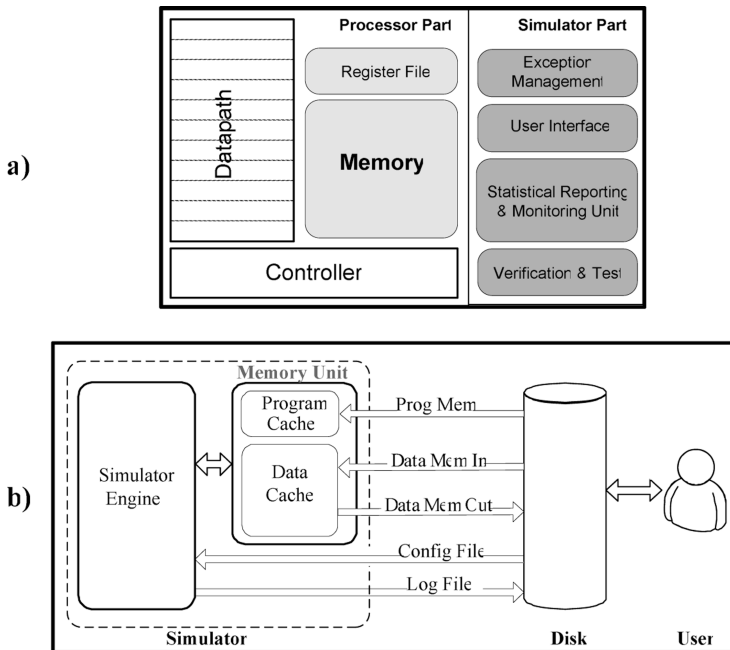 a)
Processor Part
Simulator Part
Datapath
Register File
Memory
Controller
Exception
Management
User Interface
Statistical Reporting
& Monitoring Unit
Verification & Test
b)
Memory Unit
Program
Cache
Data
Cache
Simulator
Engine
Prog Mem
Data Mem In
Data Mem Cut
Config File
Log File
Simulator
Disk
User